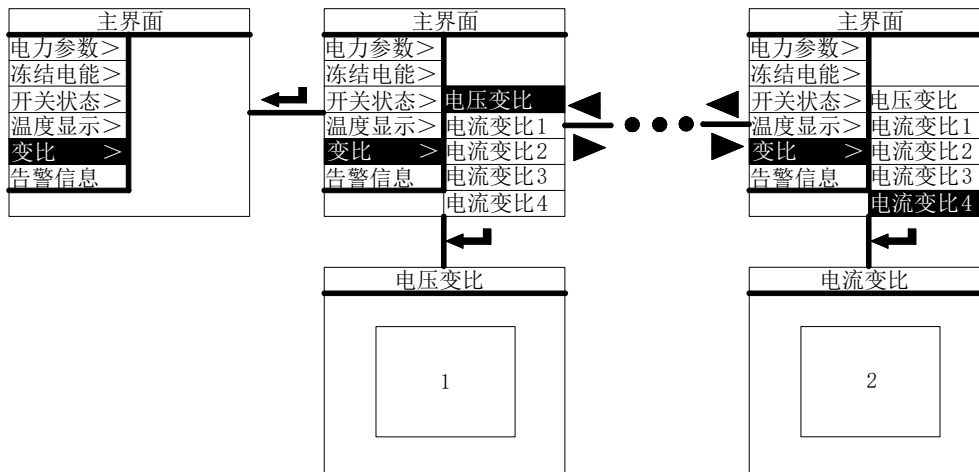 主界面
电力参数>
冻结电能>
开关状态>
温度显示>
变比 >
告警信息
主界面
电力参数>
冻结电能>
开关状态>
温度显示>
变比 >
告警信息
电压变比
电流变比1
电流变比2
电流变比3
电流变比4
主界面
电力参数>
冻结电能>
开关状态>
温度显示>
变比 >
告警信息
电压变比
电流变比1
电流变比2
电流变比3
电流变比4
电压变比
1
电流变比
2